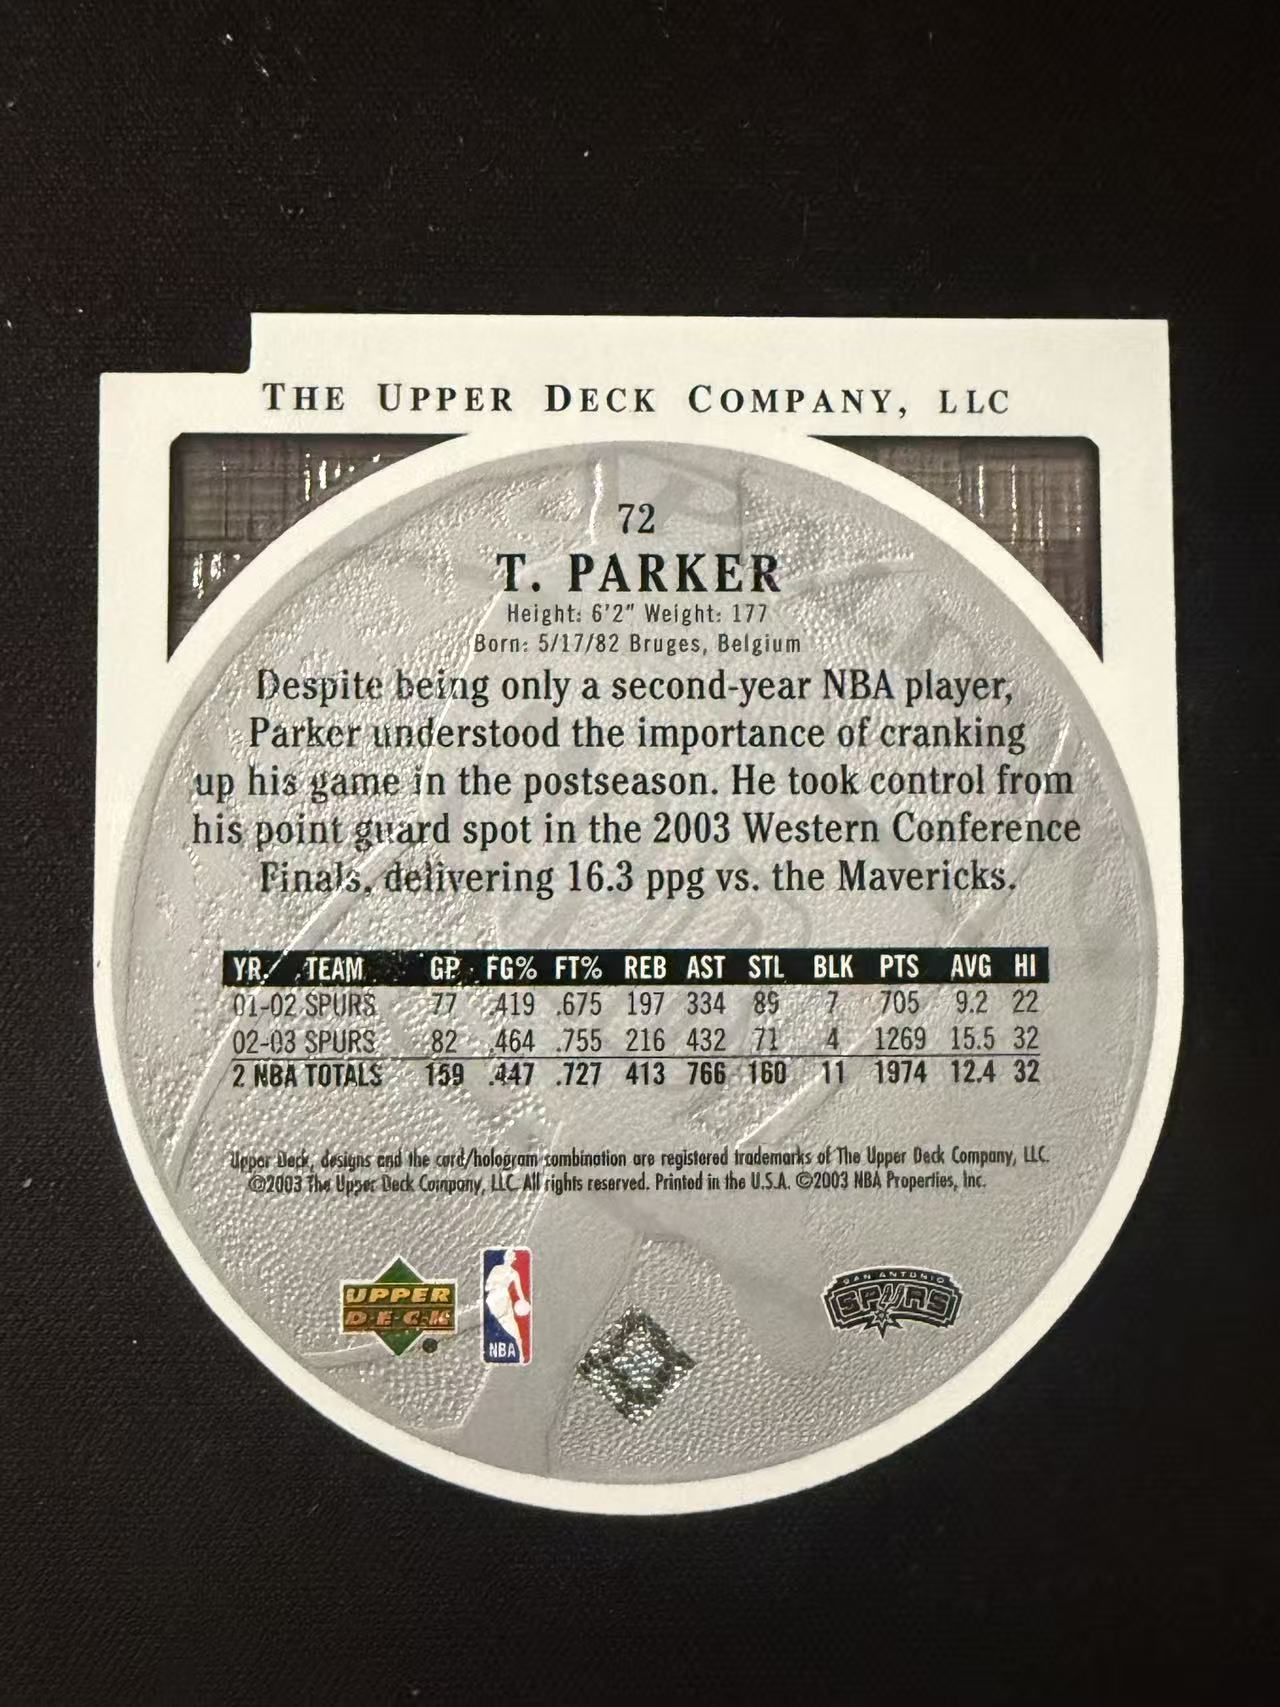 THE UPPER DECK COMPANY, LLC
72
T. PARKER
Height: 6'2" Weight: 177
Born: 5/17/82 Bruges, Belgium
Despite being only a second-year NBA player,
Parker understood the importance of cranking
up his game in the postseason. He took control from
his point guard spot in the 2003 Western Conference
Finals, delivering 16.3 ppg vs. the Mavericks.
YR. TEAM GP FG% FT% REB AST STL BLK PTS AVG HI
01-02 SPURS 77 .419 .675 197 334 89 7 705 9.2 22
02-03 SPURS 82 .464 .755 216 432 71 4 1269 15.5 32
2 NBA TOTALS 159 .447 .727 413 766 160 11 1974 12.4 32
Upper Deck, designs and the card/hologram combination are registered trademarks of The Upper Deck Company, LLC.
©2003 The Upper Deck Company, LLC. All rights reserved. Printed in the U.S.A. ©2003 NBA Properties, Inc.
UPPER
DECK
NBA
SAN ANTONIO
SPURS